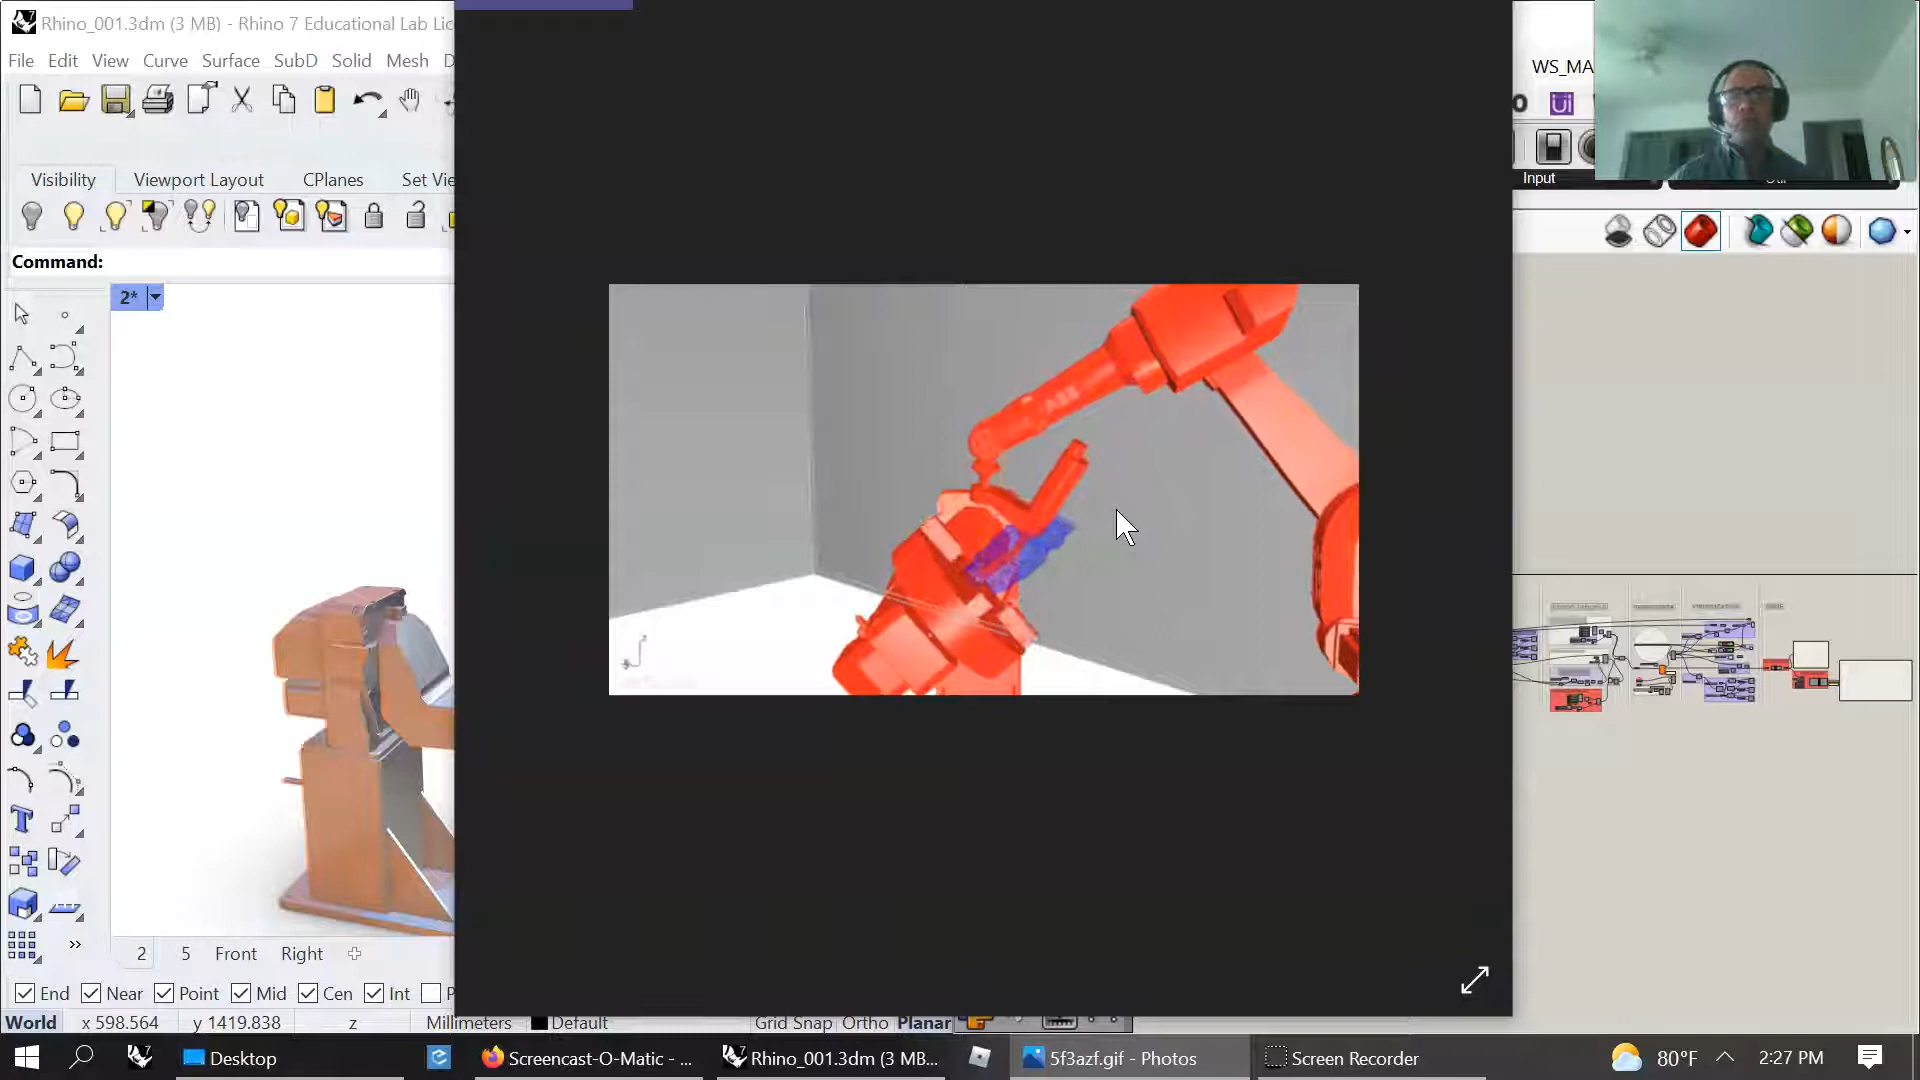 Rhino_001.3dm (3 MB) - Rhino 7 Educational Lab Lic
File Edit View Curve Surface SubD Solid Mesh D
Visibility Viewport Layout CPlanes Set Vie
Command:
2*
ABB
WS_MA
UI
Input
2 5 Front Right
End Near Point Mid Cen Int P
World x 598.564 y 1419.838 z Millimeters Default Grid Snap Ortho Planar
Desktop
Screencast-O-Matic - ...
Rhino_001.3dm (3 MB...
5f3azf.gif - Photos
Screen Recorder
80°F
2:27 PM